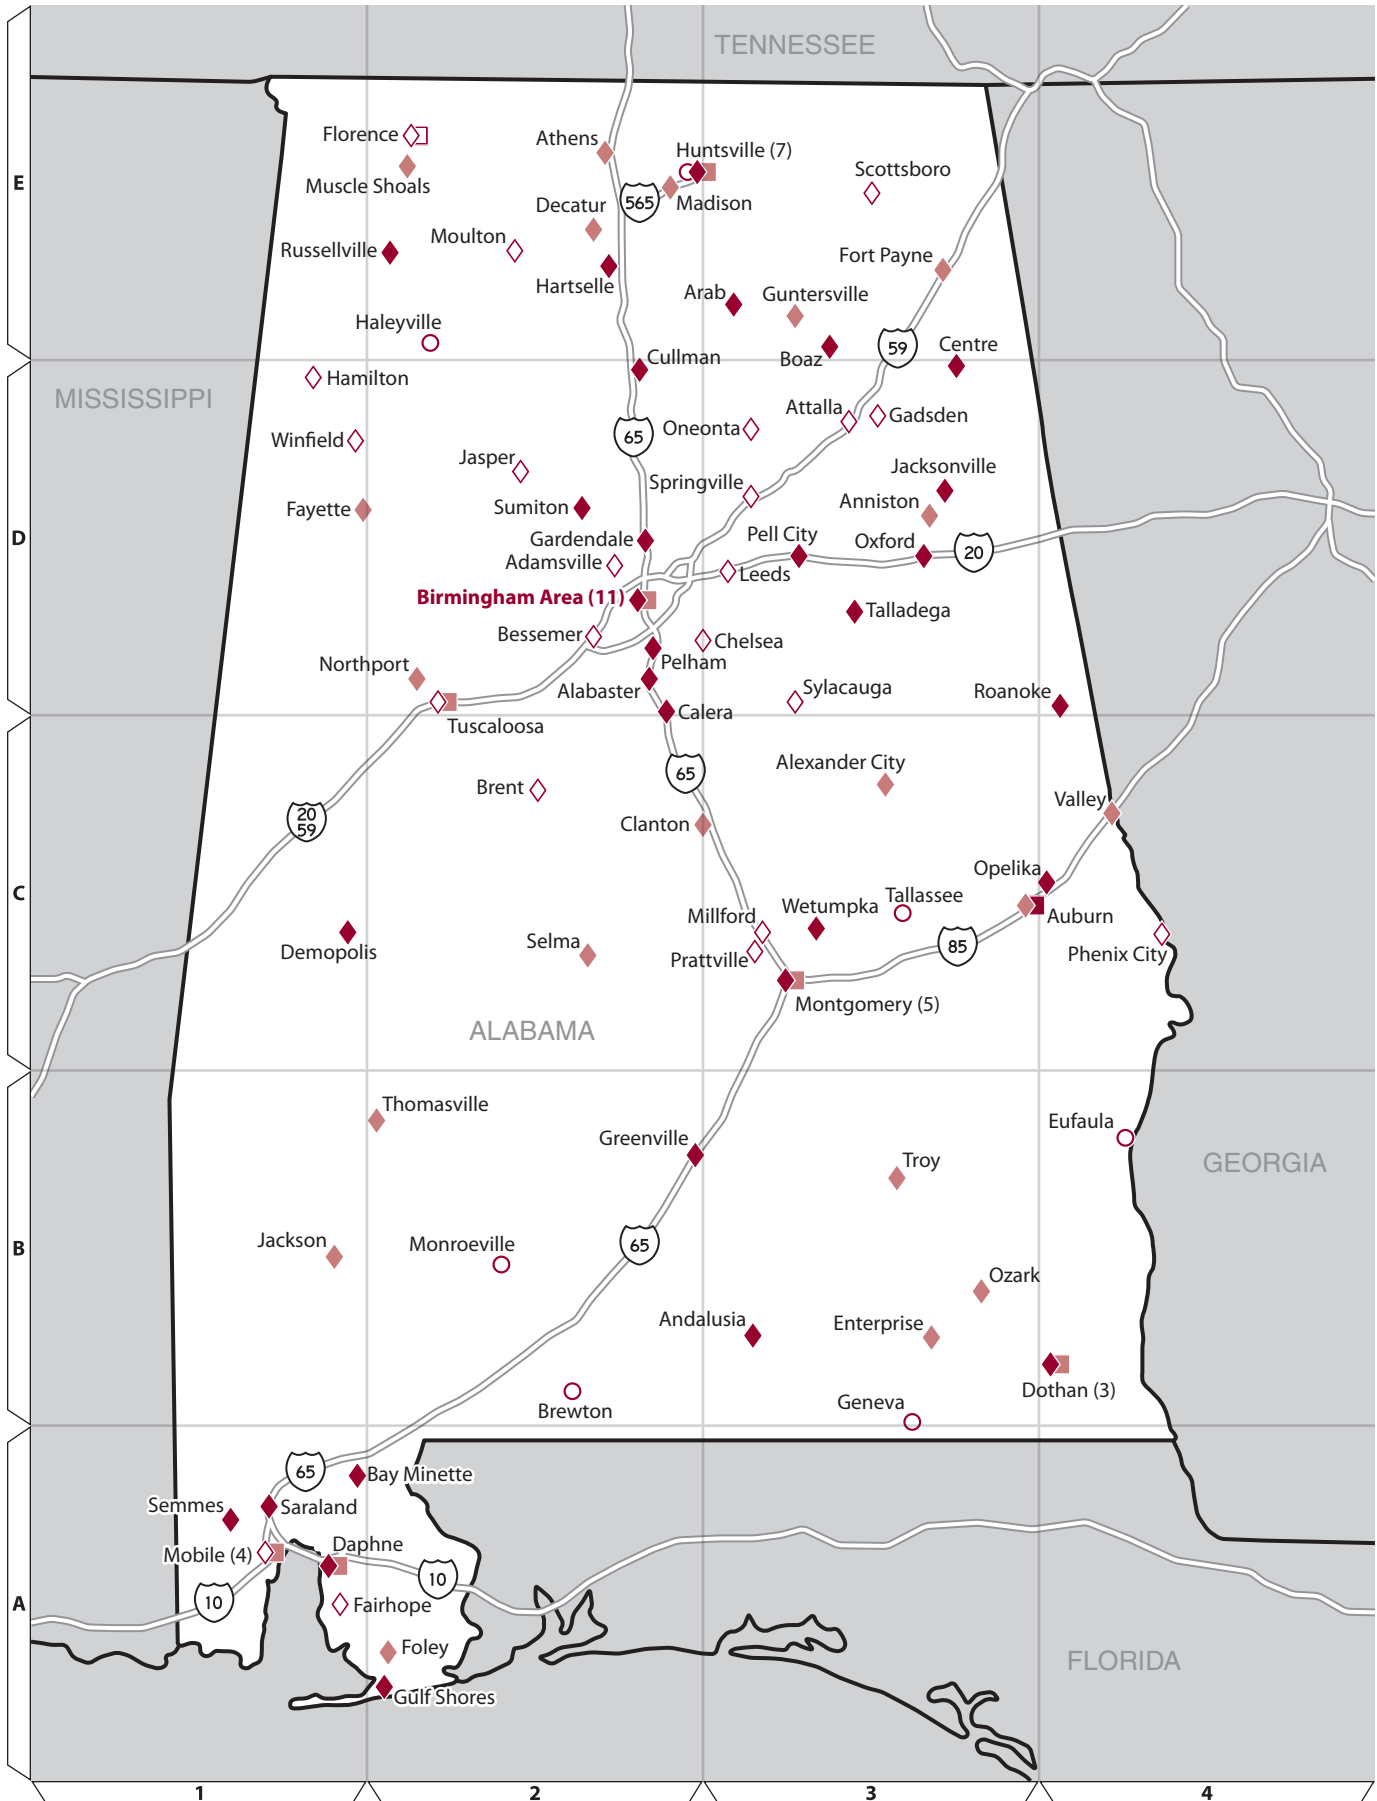 TENNESSEE
Florence
Athens
Huntsville (7)
Muscle Shoals
Scottsboro
E
565
Madison
Decatur
Moulton
Russellville
Hartselle
Fort Payne
Arab
Guntersville
Haleyville
59
Centre
Boaz
Cullman
Hamilton
MISSISSIPPI
Attalla
Gadsden
Oneonta
65
Winfield
Jasper
Jacksonville
Springville
Anniston
Fayette
Sumiton
D
Gardendale
Pell City
Oxford
20
Adamsville
Leeds
Birmingham Area (11)
Talladega
Bessemer
Chelsea
Pelham
Northport
Alabaster
Sylacauga
Roanoke
Calera
Tuscaloosa
Alexander City
65
Brent
Valley
20
59
Clanton
Opelika
C
Tallassee
Wetumpka
Millford
Auburn
Demopolis
Selma
85
Prattville
Phenix City
Montgomery (5)
ALABAMA
Thomasville
Eufaula
Greenville
Troy
GEORGIA
Jackson
Monroeville
65
B
Ozark
Andalusia
Enterprise
Dothan (3)
Geneva
Brewton
65
Bay Minette
Semmes
Saraland
Daphne
Mobile (4)
10
10
A
Fairhope
Foley
FLORIDA
Gulf Shores
1
2
3
4